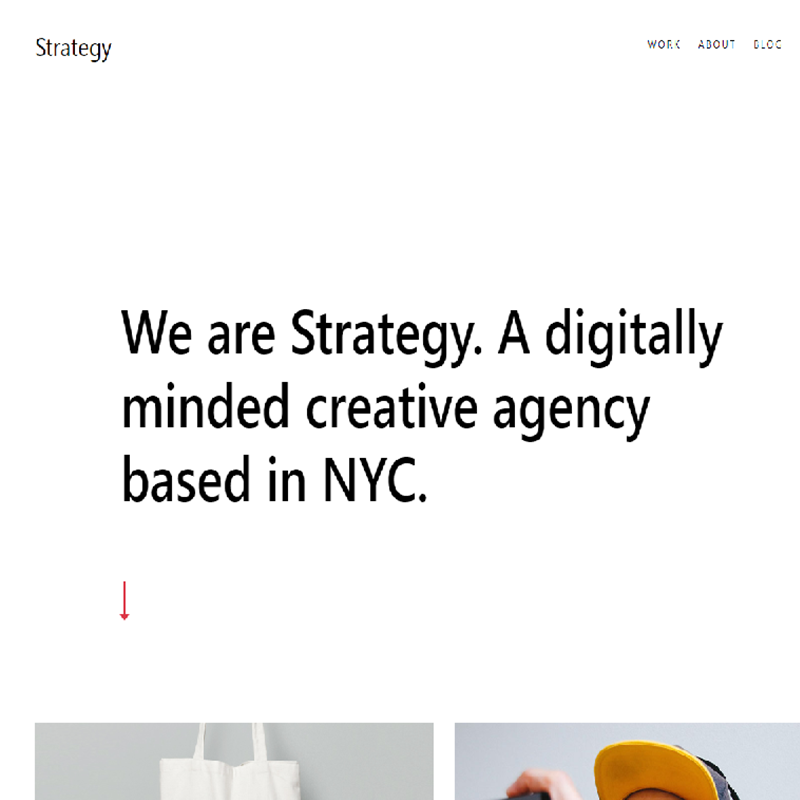 Strategy
WORK ABOUT BLOG
We are Strategy. A digitally
minded creative agency
based in NYC.